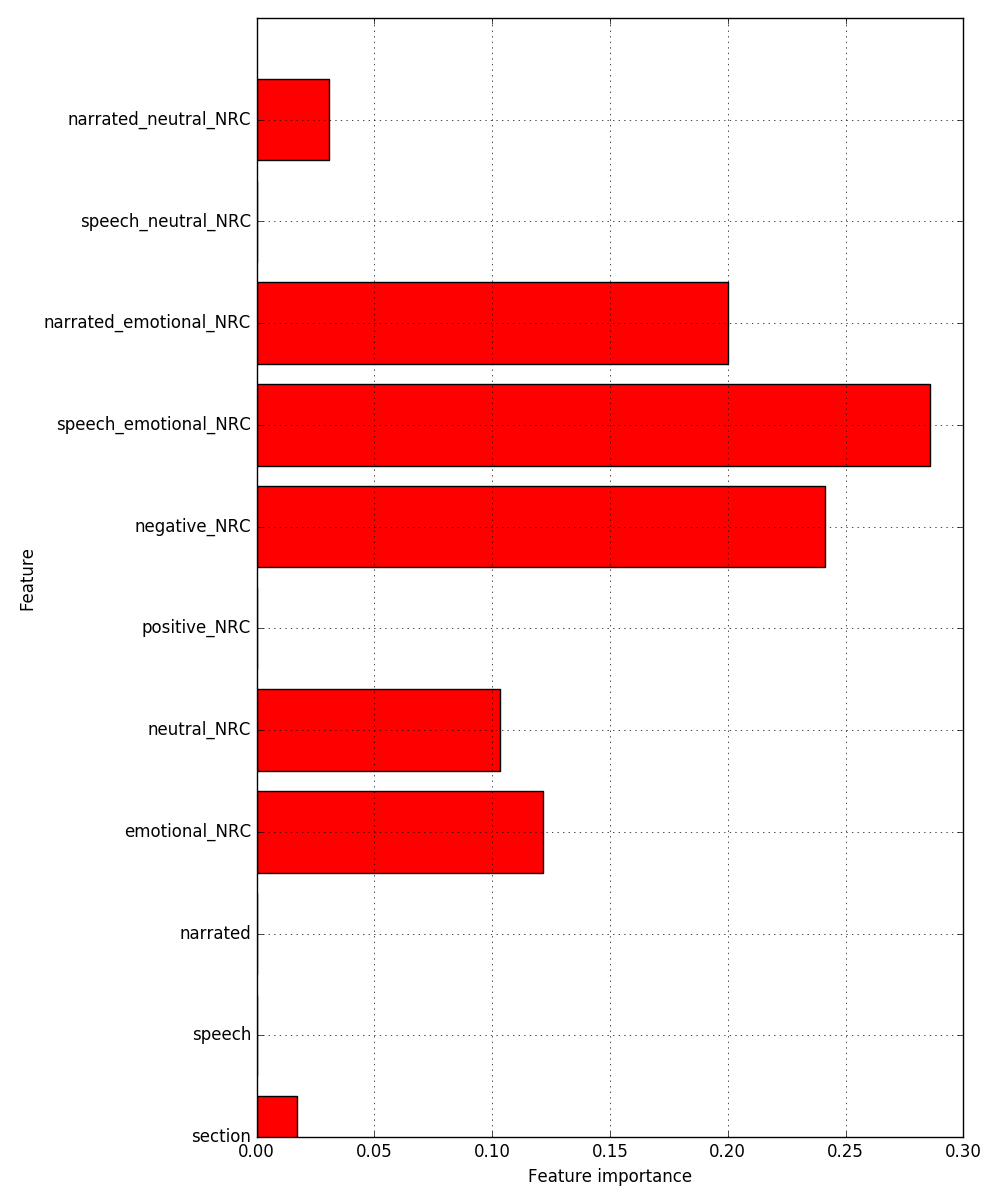 narrated_neutral_NRC
speech_neutral_NRC
narrated_emotional_NRC
speech_emotional_NRC
negative_NRC
Feature
positive_NRC
neutral_NRC
emotional_NRC
narrated
speech
section
0.00 0.05 0.10 0.15 0.20 0.25 0.30
Feature importance